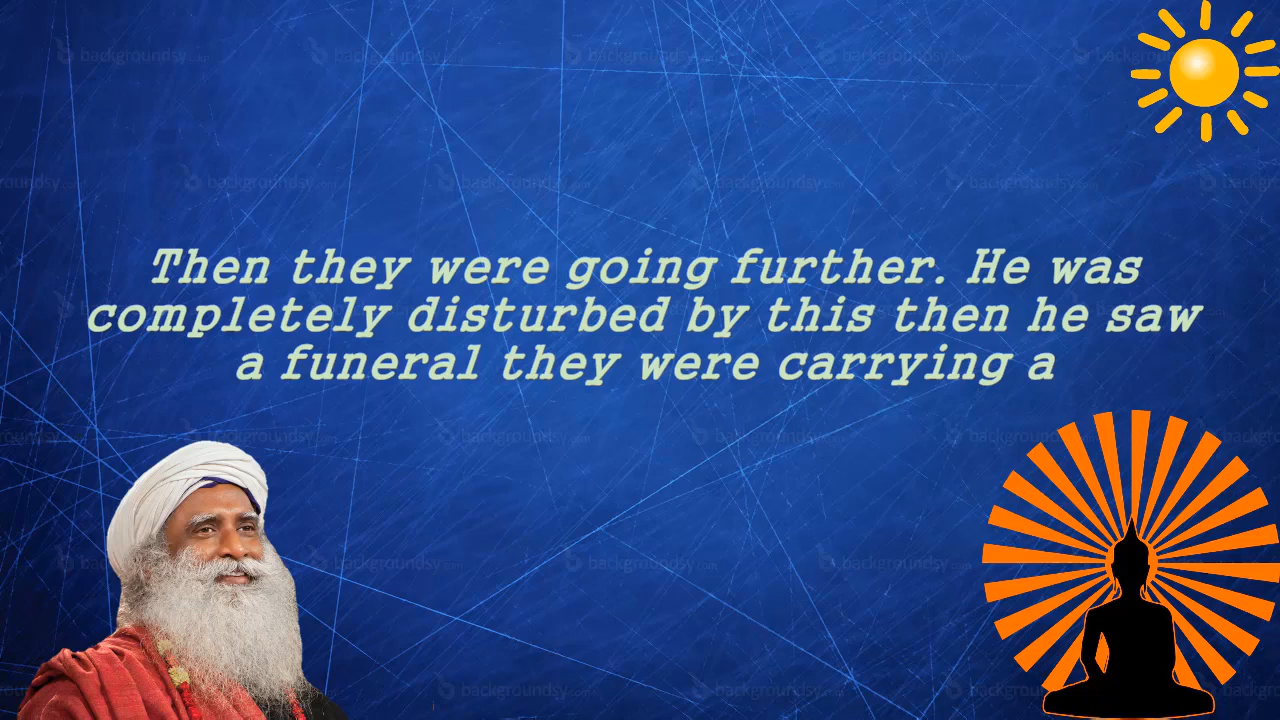 Then they were going further. He was
completely disturbed by this then he saw
a funeral they were carrying a